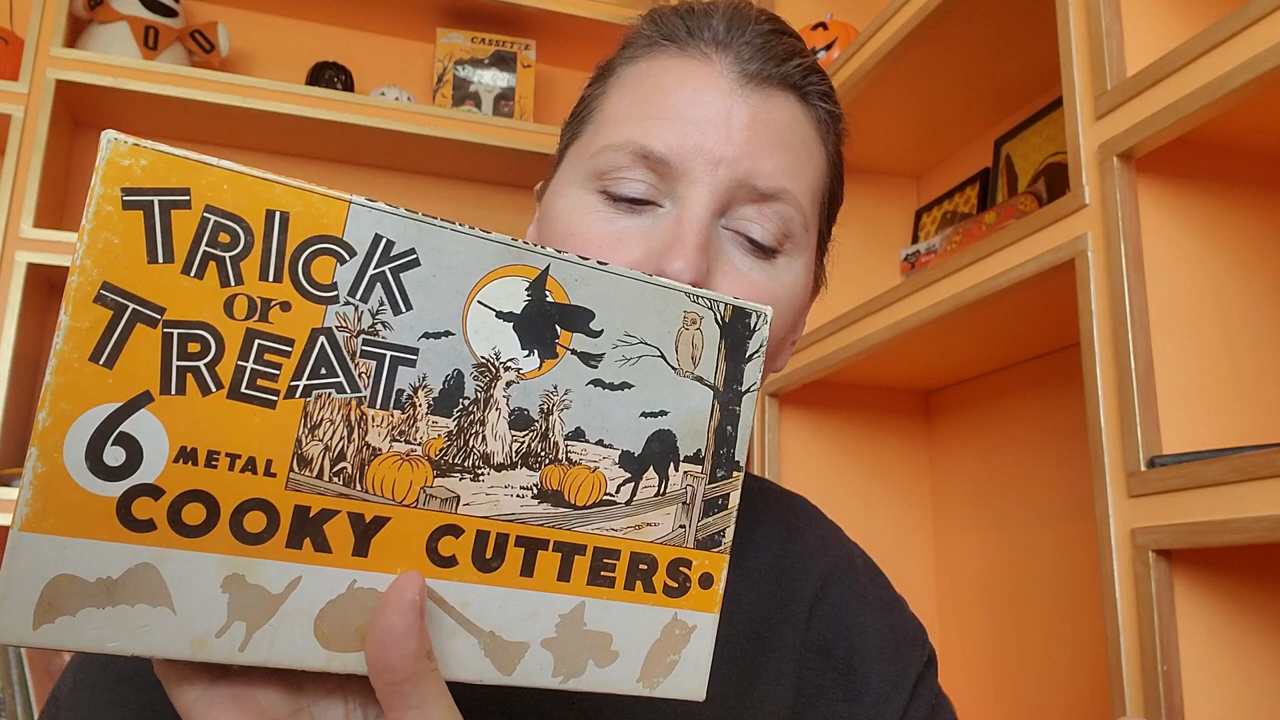 CASSETTE
TRICK
or
TREAT
6 METAL
COOKY CUTTERS•